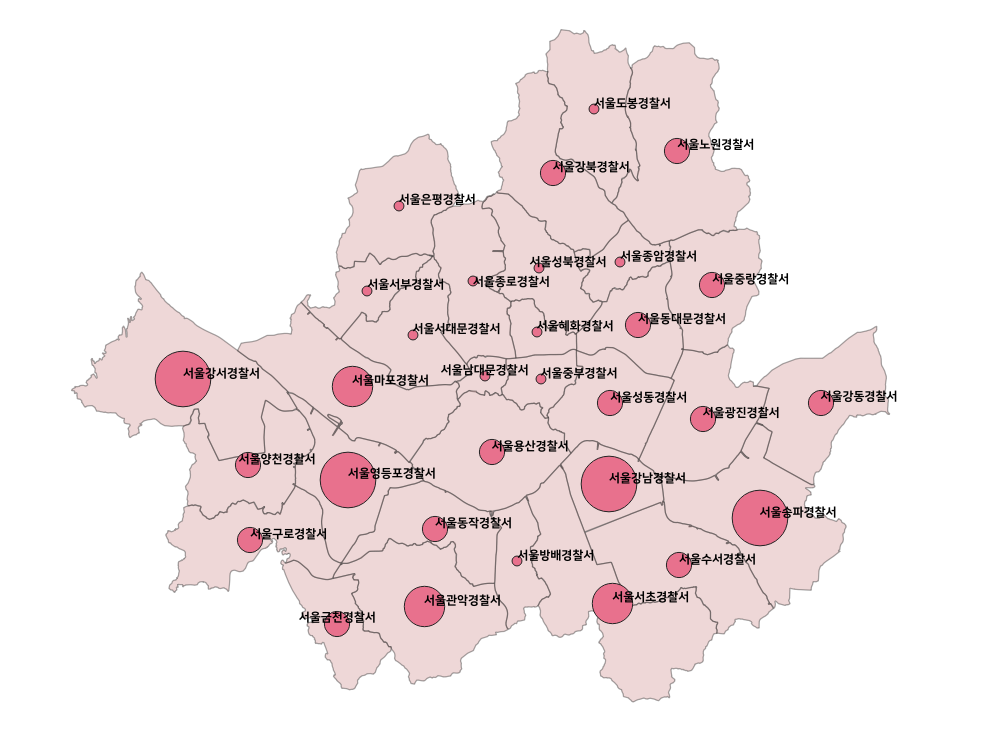 서울도봉경찰서
서울노원경찰서
서울강북경찰서
서울은평경찰서
서울성북경찰서
서울종암경찰서
서울종로경찰서
서울중랑경찰서
서울서부경찰서
서울동대문경찰서
서울서대문경찰서
서울혜화경찰서
서울강서경찰서
서울마포경찰서
서울남대문경찰서
서울중부경찰서
서울성동경찰서
서울광진경찰서
서울강동경찰서
서울용산경찰서
서울양천경찰서
서울영등포경찰서
서울강남경찰서
서울송파경찰서
서울동작경찰서
서울구로경찰서
서울방배경찰서
서울수서경찰서
서울관악경찰서
서울서초경찰서
서울금천경찰서